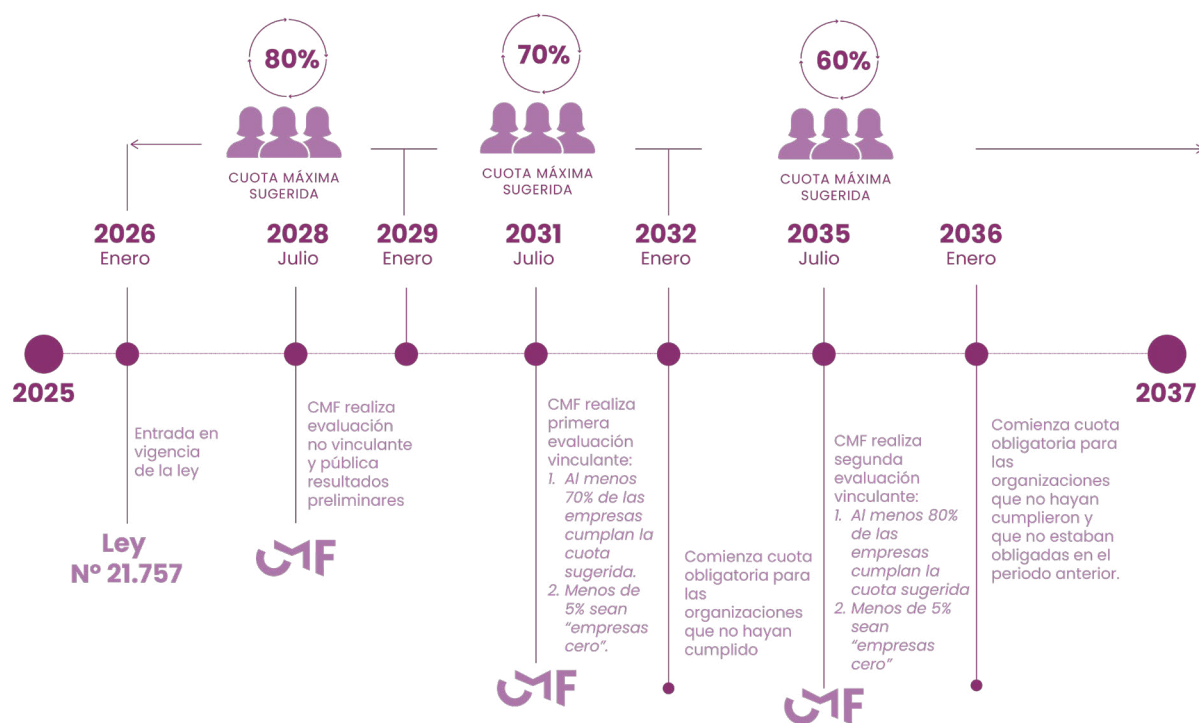 80%
CUOTA MÁXIMA
SUGERIDA
70%
CUOTA MÁXIMA
SUGERIDA
60%
CUOTA MÁXIMA
SUGERIDA
2026
Enero
2028
Julio
2029
Enero
2031
Julio
2032
Enero
2035
Julio
2036
Enero
2025
2037
Entrada en
vigencia
de la ley
Ley
N° 21.757
CMF realiza
evaluación
no vinculante
y pública
resultados
preliminares
CMF
CMF realiza
primera
evaluación
vinculante:
1. Al menos
70% de las
empresas
cumplan la
cuota
sugerida.
2. Menos de
5% sean
"empresas
cero".
CMF
Comienza cuota
obligatoria para
las
organizaciones
que no hayan
cumplido
CMF realiza
segunda
evaluación
vinculante:
1. Al menos 80%
de las
empresas
cumplan la
cuota sugerida
2. Menos de 5%
sean
"empresas
cero"
CMF
Comienza cuota
obligatoria para
las
organizaciones
que no hayan
cumplieron y
que no estaban
obligadas en el
periodo anterior.